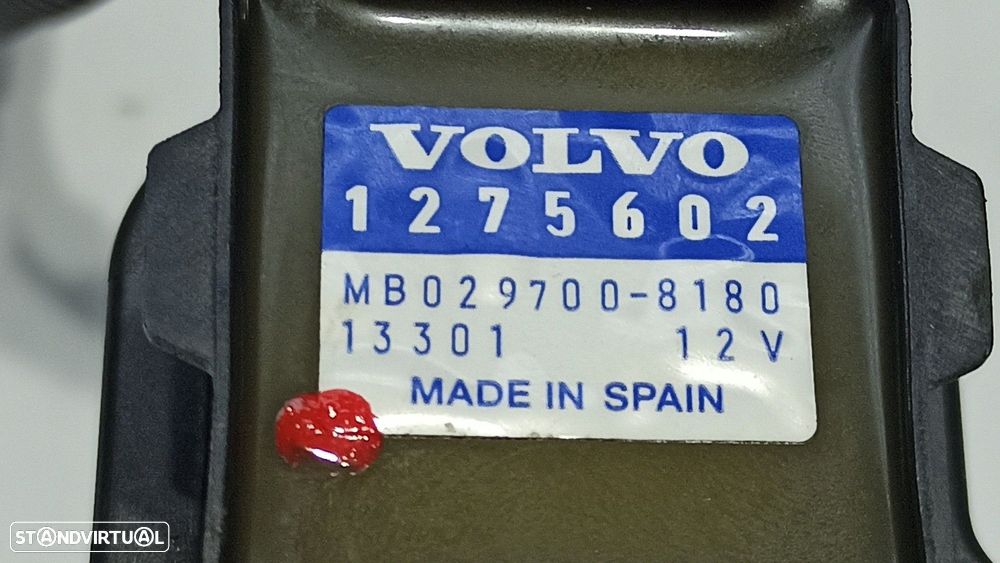 VOLVO
1275602
MB029700-8180
13301 12V
MADE IN SPAIN
STANDVIRTUAL